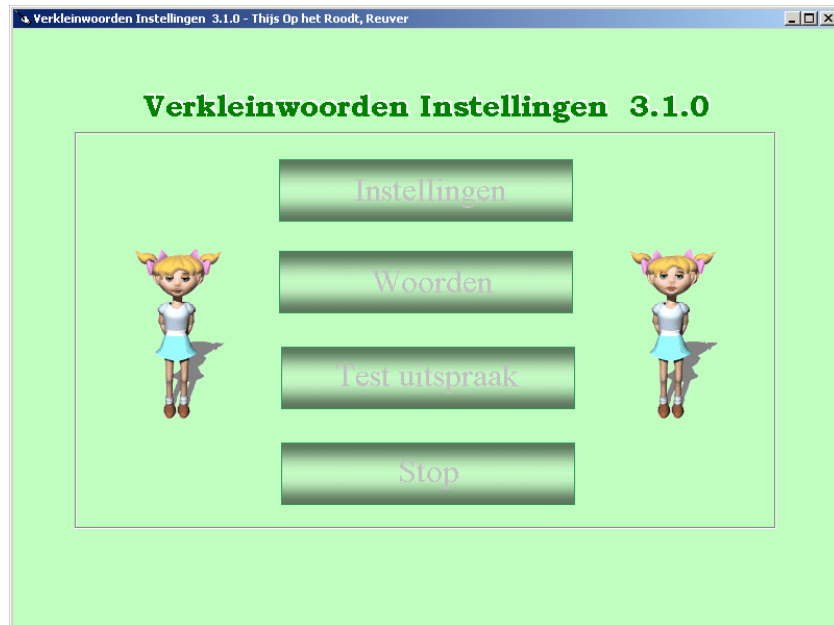 Verkleinwoorden Instellingen 3.1.0 - Thijs Op het Roodt, Reuver
Verkleinwoorden Instellingen 3.1.0
Instellingen
Woorden
Test uitspraak
Stop